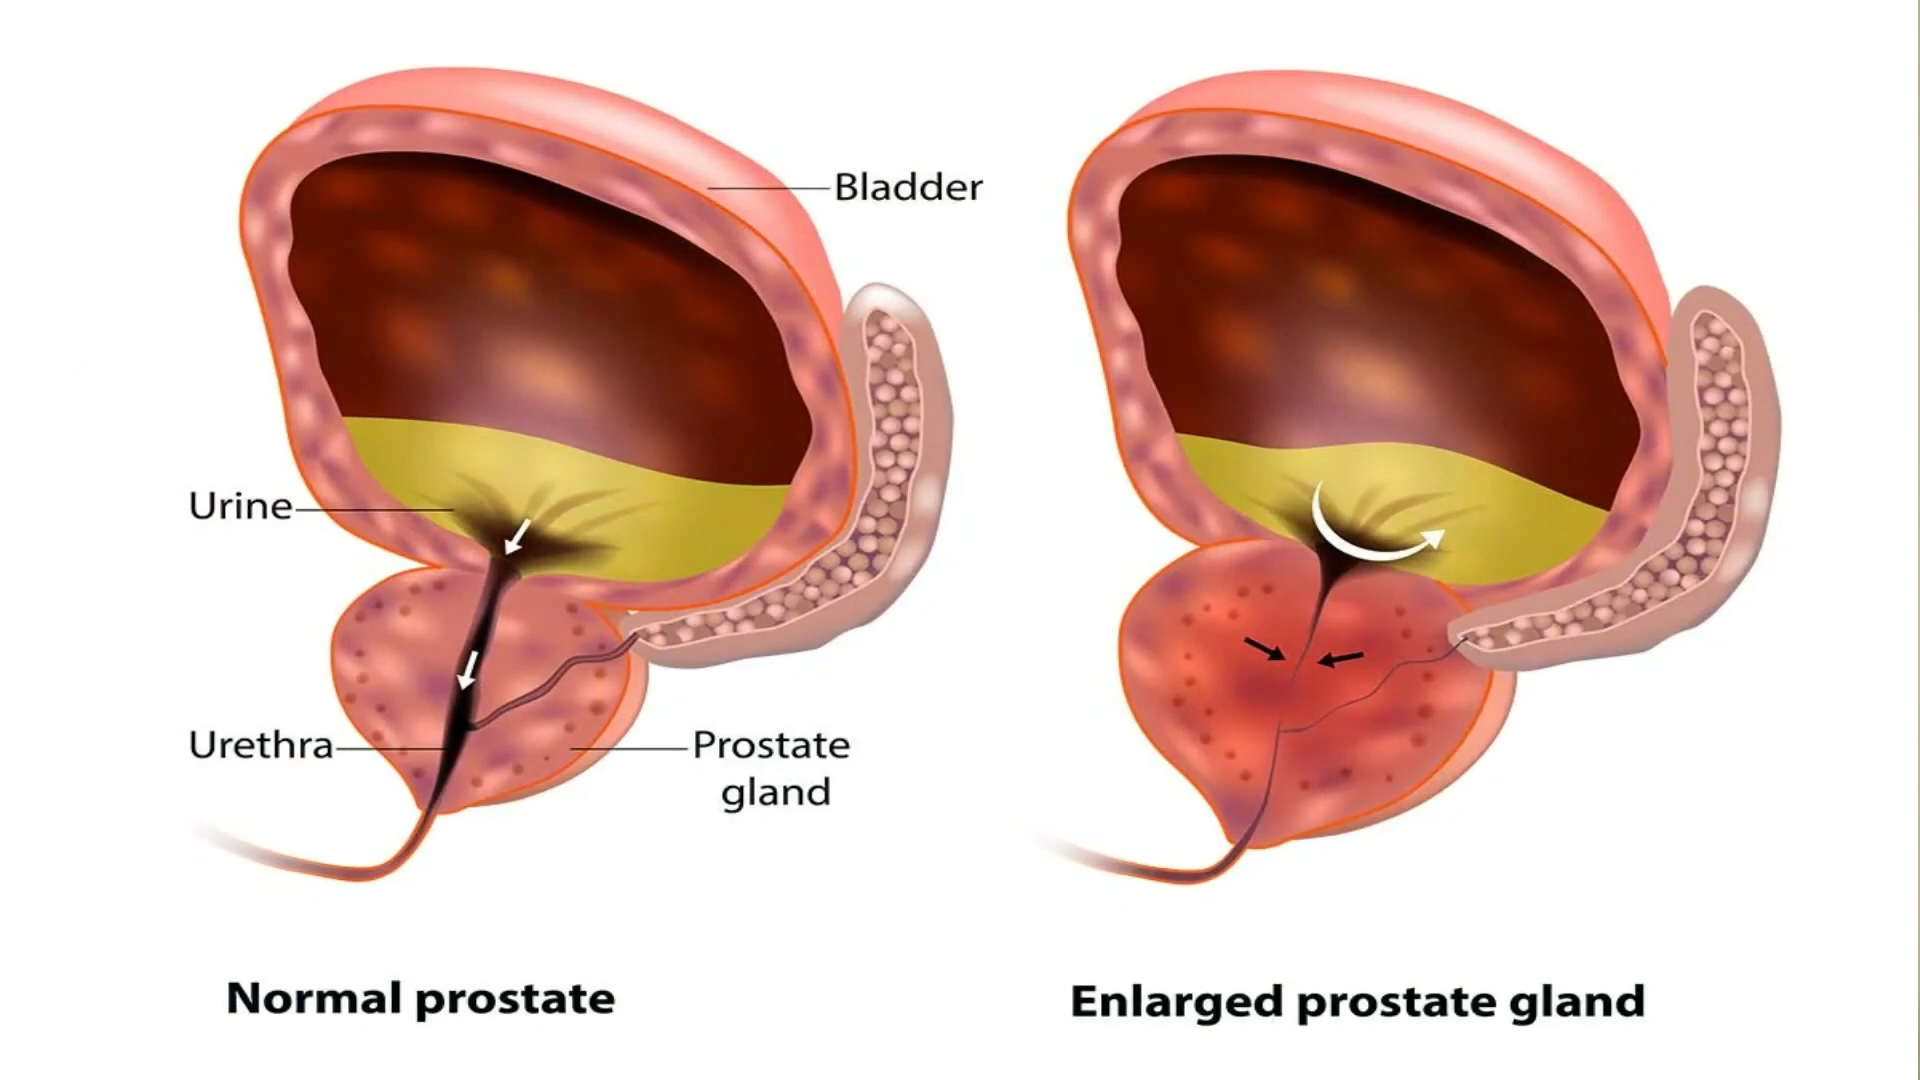 Bladder
Urine
Urethra
Prostate
gland
Normal prostate
Enlarged prostate gland